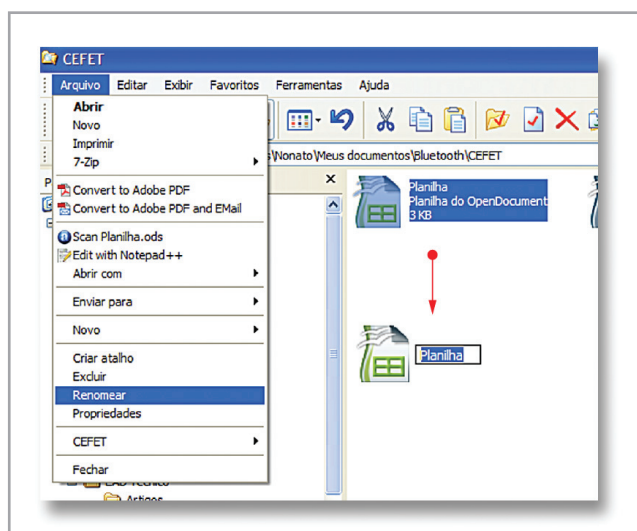 CEFET
Arquivo Editar Exibir Favoritos Ferramentas Ajuda
Abrir
Novo
Imprimir
7-Zip
Convert to Adobe PDF
Convert to Adobe PDF and EMail
Scan Planilha.ods
Edit with Notepad++
Abrir com
Enviar para
Novo
Criar atalho
Excluir
Renomear
Propriedades
CEFET
Fechar
\Nonato\Meus documentos\Bluetooth\CEFET
Planilha
Planilha do OpenDocument
3 KB
Planilha
Artigos